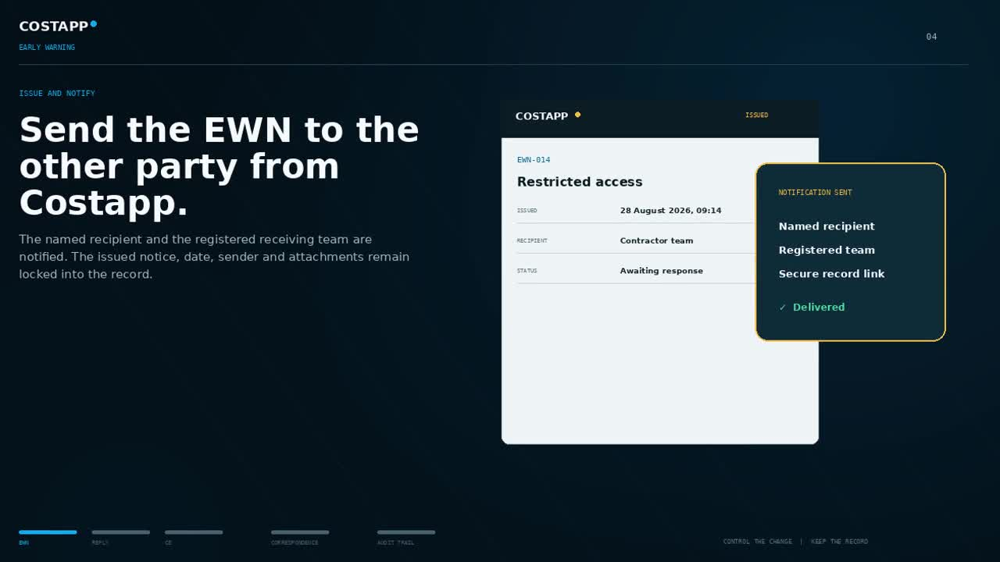 COSTAPP
EARLY WARNING
04
ISSUE AND NOTIFY
Send the EWN to the
other party from
Costapp.
The named recipient and the registered receiving team are
notified. The issued notice, date, sender and attachments remain
locked into the record.
COSTAPP
ISSUED
EWN-014
Restricted access
ISSUED 28 August 2026, 09:14
RECIPIENT Contractor team
STATUS Awaiting response
NOTIFICATION SENT
Named recipient
Registered team
Secure record link
✓ Delivered
EWN REPLY CE CORRESPONDENCE AUDIT TRAIL
CONTROL THE CHANGE | KEEP THE RECORD